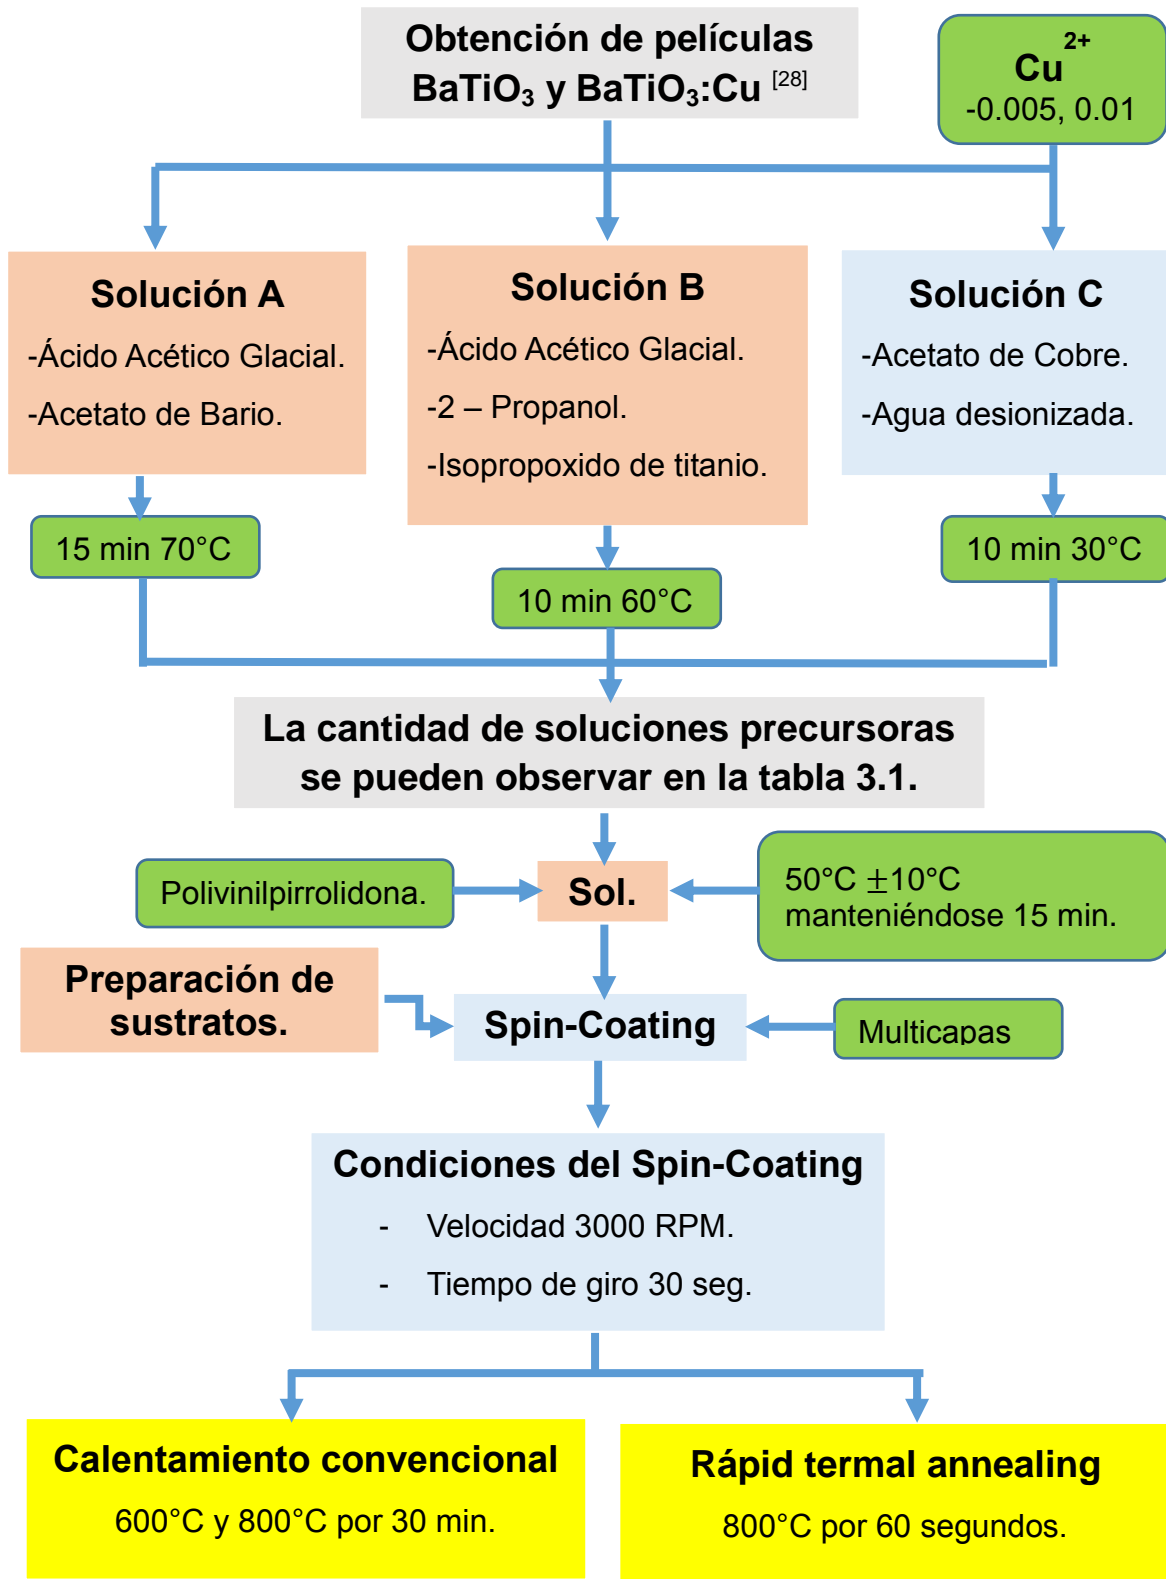 Obtención de películas
BaTiO₃ y BaTiO₃:Cu [28]
Cu²⁺
-0.005, 0.01
Solución A
-Ácido Acético Glacial.
-Acetato de Bario.
Solución B
-Ácido Acético Glacial.
-2 – Propanol.
-Isopropoxido de titanio.
Solución C
-Acetato de Cobre.
-Agua desionizada.
15 min 70°C
10 min 60°C
10 min 30°C
La cantidad de soluciones precursoras
se pueden observar en la tabla 3.1.
Polivinilpirrolidona.
Sol.
50°C ±10°C
manteniéndose 15 min.
Preparación de
sustratos.
Spin-Coating
Multicapas
Condiciones del Spin-Coating
- Velocidad 3000 RPM.
- Tiempo de giro 30 seg.
Calentamiento convencional
600°C y 800°C por 30 min.
Rápid termal annealing
800°C por 60 segundos.